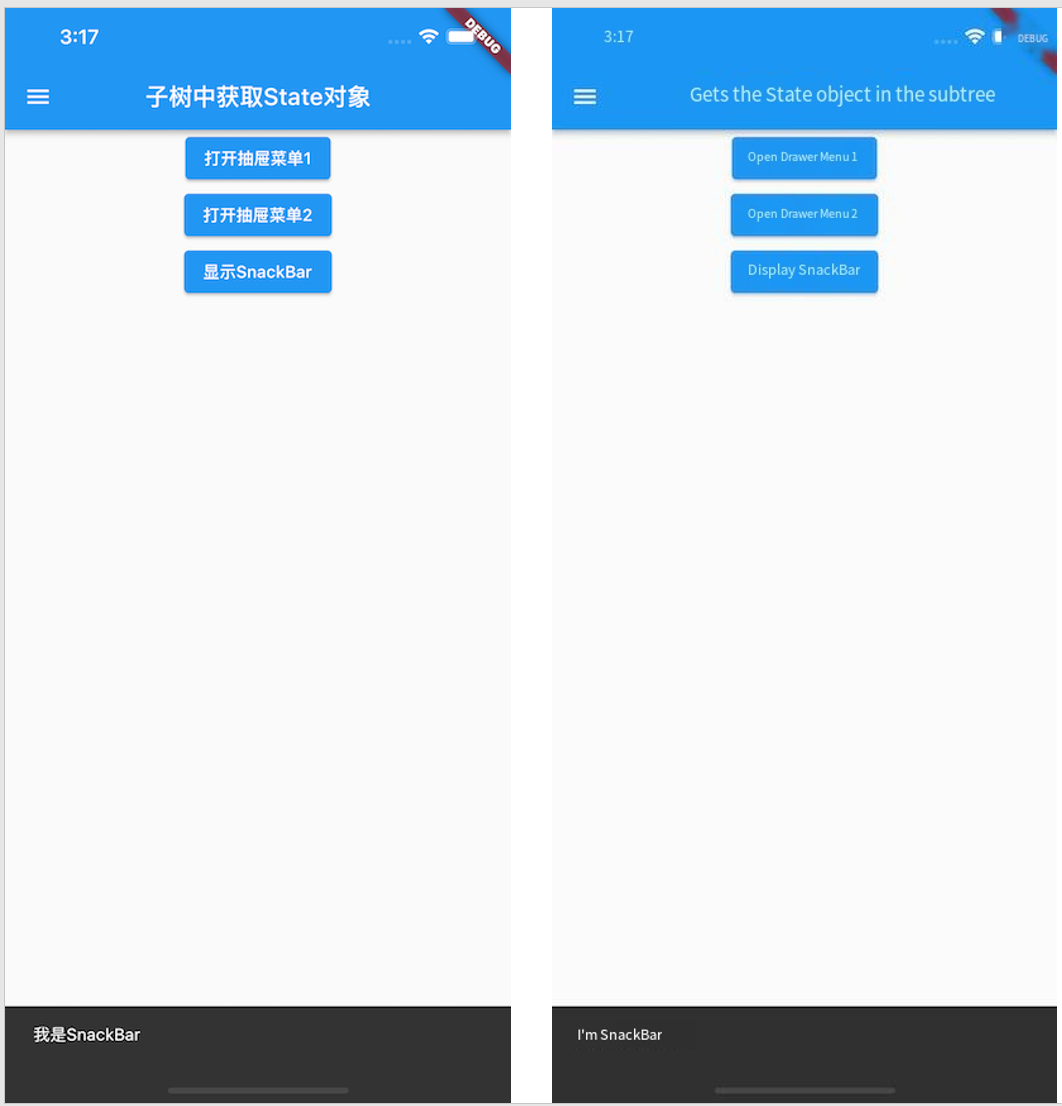 3:17
DEBUG
子树中获取State对象
打开抽屉菜单1
打开抽屉菜单2
显示SnackBar
我是SnackBar
3:17
DEBUG
Gets the State object in the subtree
Open Drawer Menu 1
Open Drawer Menu 2
Display SnackBar
I'm SnackBar